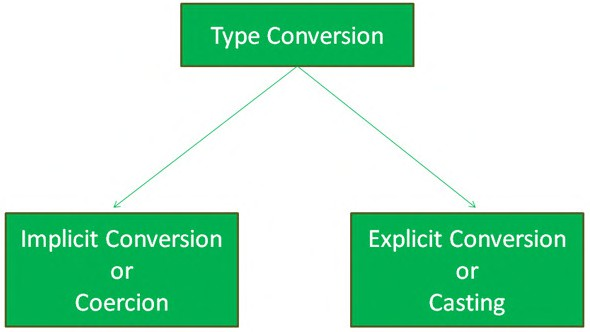 Type Conversion
Implicit Conversion
or
Coercion
Explicit Conversion
or
Casting